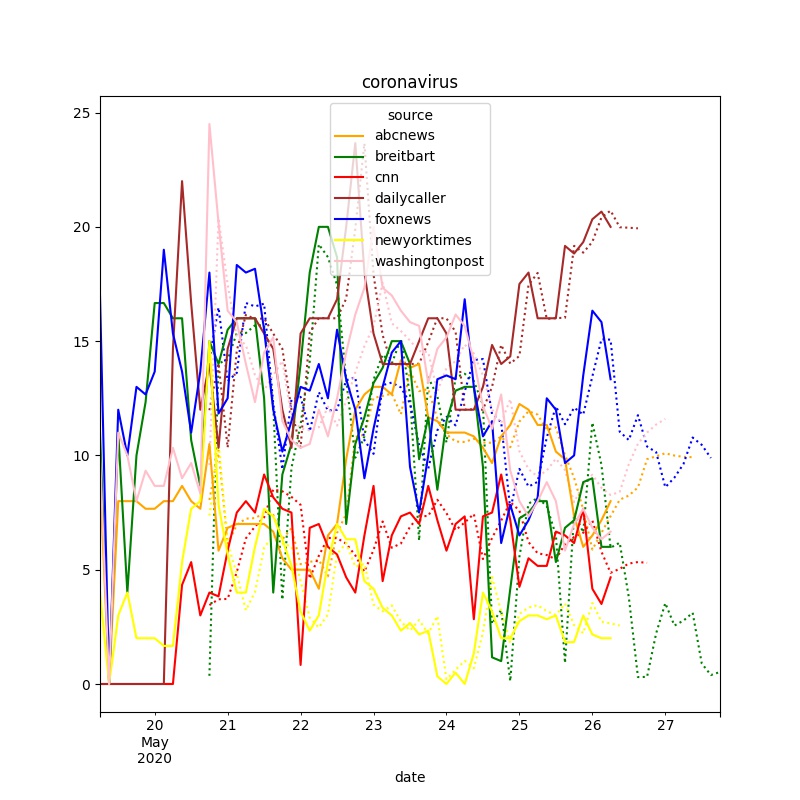 coronavirus
25
20
15
10
5
0
source
abcnews
breitbart
cnn
dailycaller
foxnews
newyorktimes
washingtonpost
20 21 22 23 24 25 26 27
May
2020
date